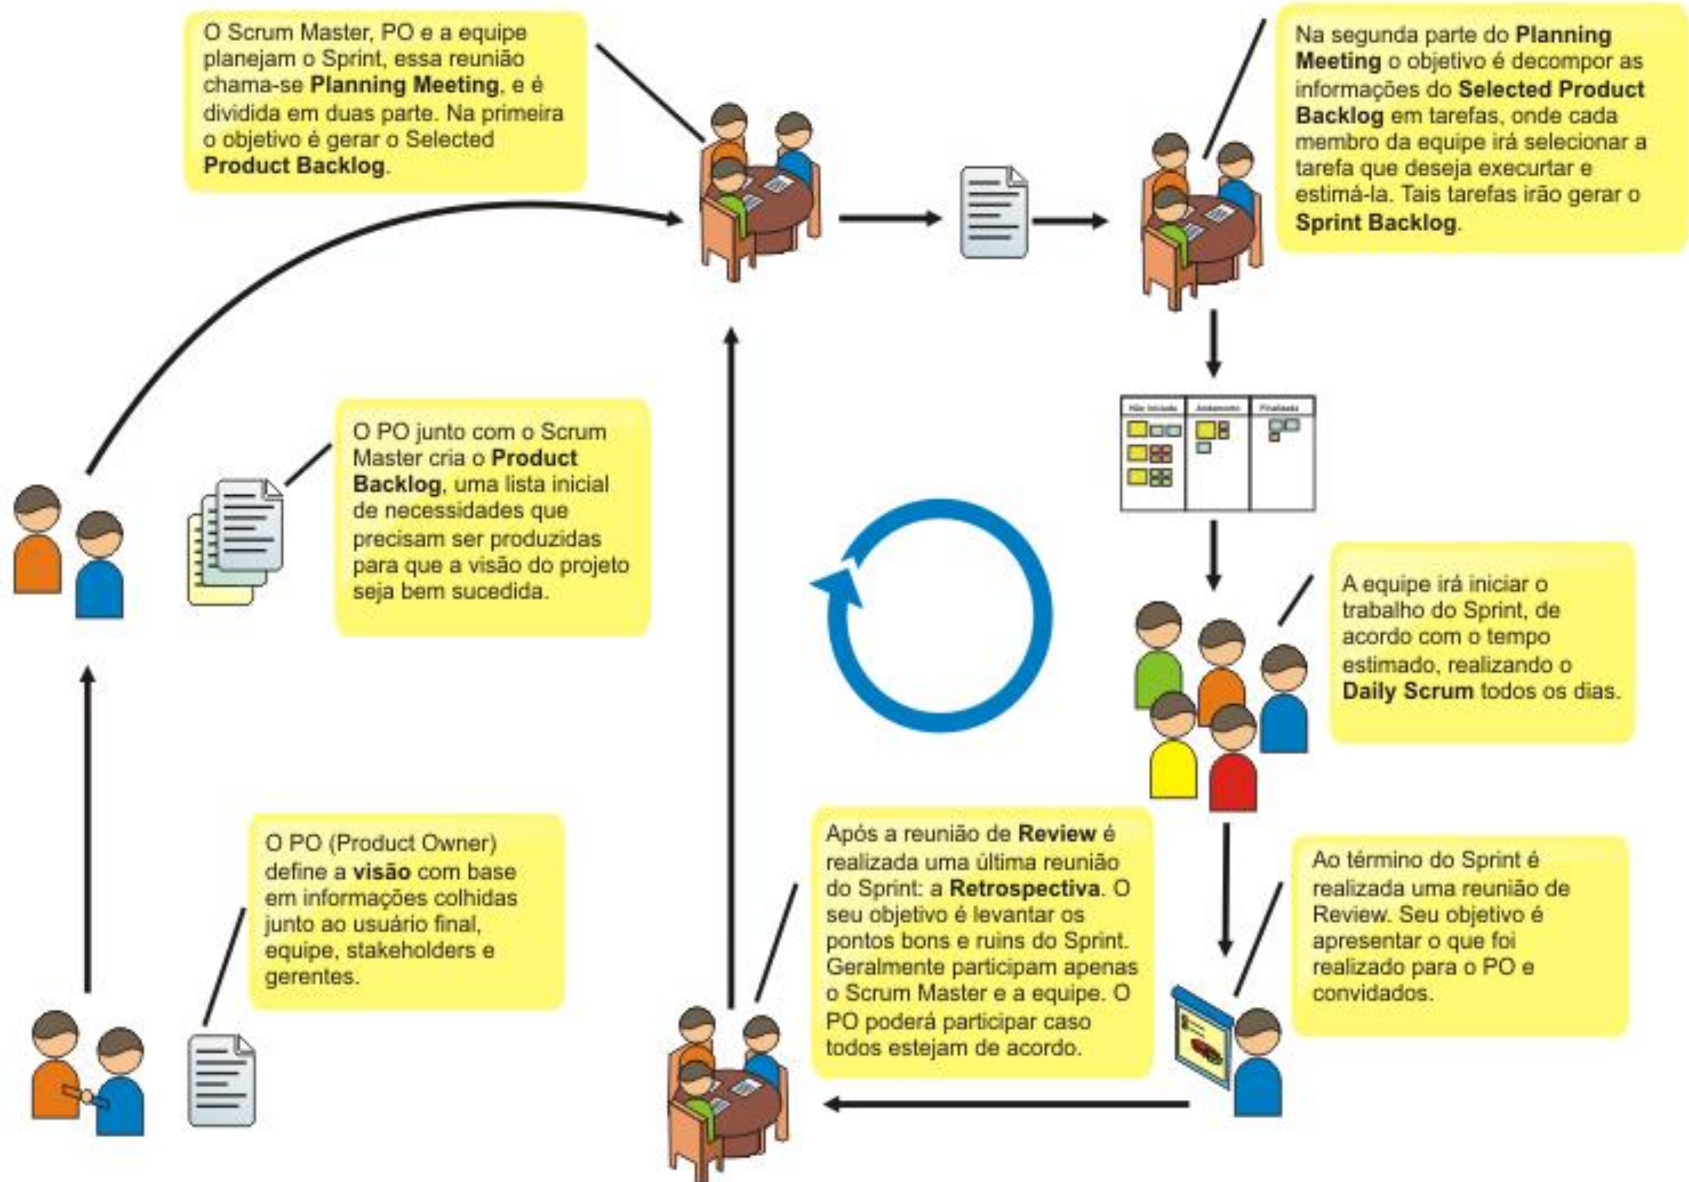 O Scrum Master, PO e a equipe
planejam o Sprint, essa reunião
chama-se Planning Meeting, e é
dividida em duas parte. Na primeira
o objetivo é gerar o Selected
Product Backlog.
Na segunda parte do Planning
Meeting o objetivo é decompor as
informações do Selected Product
Backlog em tarefas, onde cada
membro da equipe irá selecionar a
tarefa que deseja execurtar e
estimá-la. Tais tarefas irão gerar o
Sprint Backlog.
Não Iniciada
Andamento
Finalizada
O PO junto com o Scrum
Master cria o Product
Backlog, uma lista inicial
de necessidades que
precisam ser produzidas
para que a visão do projeto
seja bem sucedida.
A equipe irá iniciar o
trabalho do Sprint, de
acordo com o tempo
estimado, realizando o
Daily Scrum todos os dias.
O PO (Product Owner)
define a visão com base
em informações colhidas
junto ao usuário final,
equipe, stakeholders e
gerentes.
Após a reunião de Review é
realizada uma última reunião
do Sprint: a Retrospectiva. O
seu objetivo é levantar os
pontos bons e ruins do Sprint.
Geralmente participam apenas
o Scrum Master e a equipe. O
PO poderá participar caso
todos estejam de acordo.
Ao término do Sprint é
realizada uma reunião de
Review. Seu objetivo é
apresentar o que foi
realizado para o PO e
convidados.